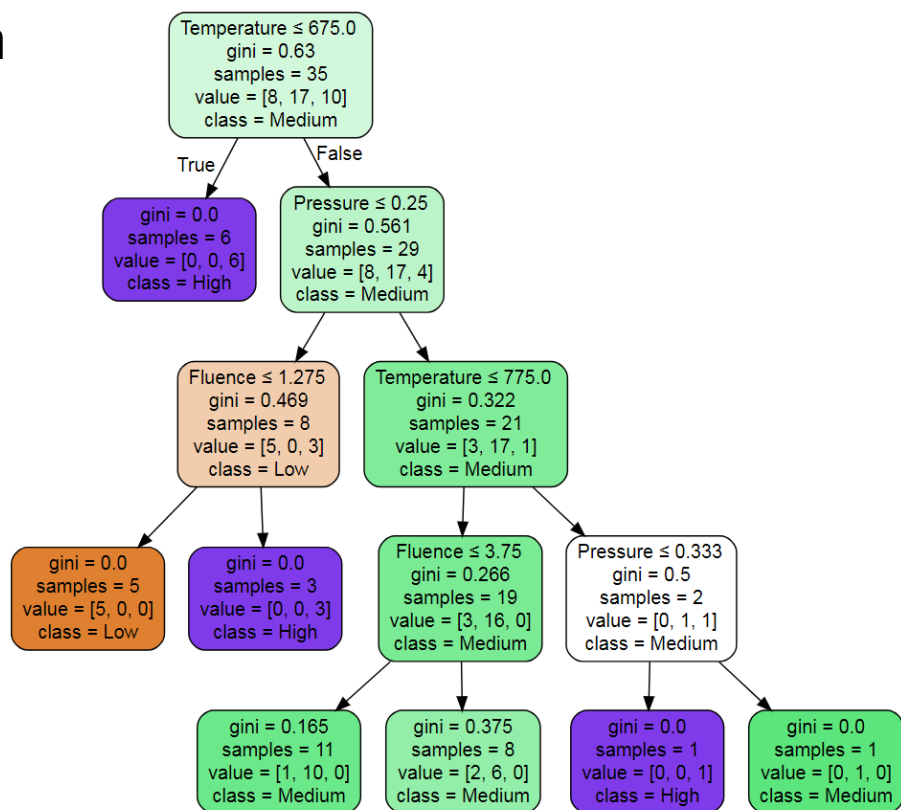 Temperature ≤ 675.0
gini = 0.63
samples = 35
value = [8, 17, 10]
class = Medium
True
False
gini = 0.0
samples = 6
value = [0, 0, 6]
class = High
Pressure ≤ 0.25
gini = 0.561
samples = 29
value = [8, 17, 4]
class = Medium
Fluence ≤ 1.275
gini = 0.469
samples = 8
value = [5, 0, 3]
class = Low
Temperature ≤ 775.0
gini = 0.322
samples = 21
value = [3, 17, 1]
class = Medium
gini = 0.0
samples = 5
value = [5, 0, 0]
class = Low
gini = 0.0
samples = 3
value = [0, 0, 3]
class = High
Fluence ≤ 3.75
gini = 0.266
samples = 19
value = [3, 16, 0]
class = Medium
Pressure ≤ 0.333
gini = 0.5
samples = 2
value = [0, 1, 1]
class = Medium
gini = 0.165
samples = 11
value = [1, 10, 0]
class = Medium
gini = 0.375
samples = 8
value = [2, 6, 0]
class = Medium
gini = 0.0
samples = 1
value = [0, 0, 1]
class = High
gini = 0.0
samples = 1
value = [0, 1, 0]
class = Medium